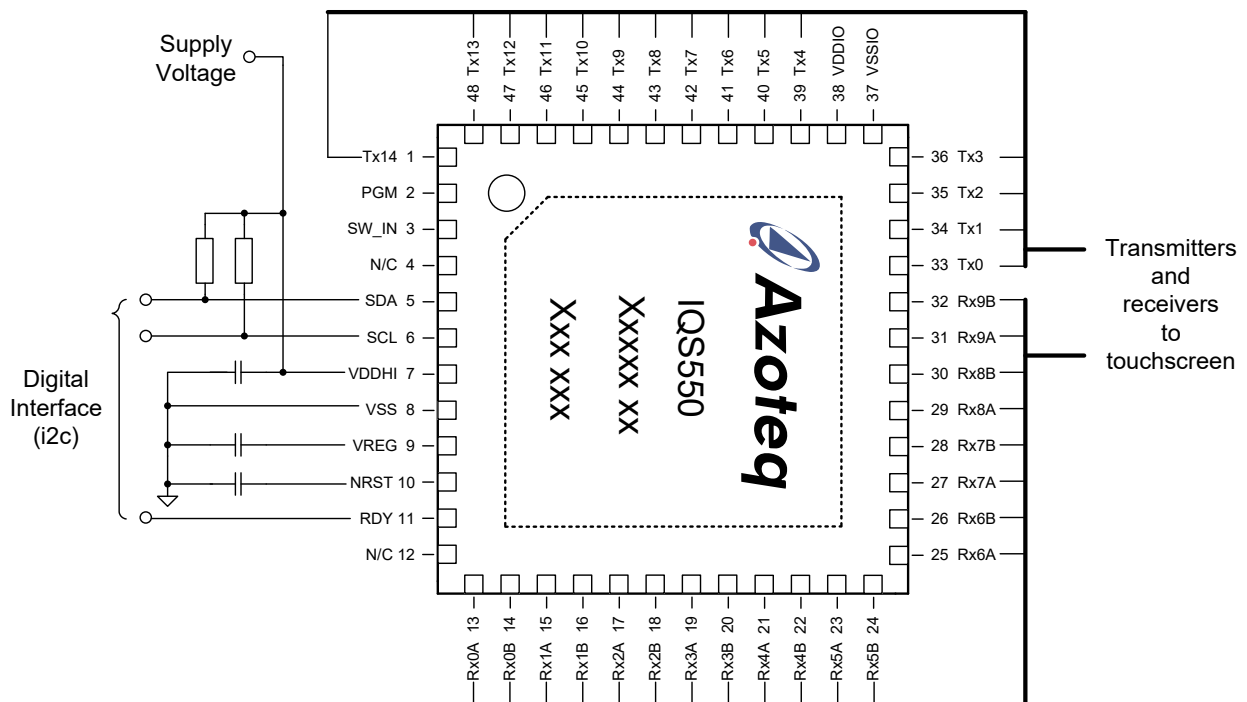 Supply
Voltage
48 Tx13
47 Tx12
46 Tx11
45 Tx10
44 Tx9
43 Tx8
42 Tx7
41 Tx6
40 Tx5
39 Tx4
38 VDDIO
37 VSSIO
Tx14 1
PGM 2
SW_IN 3
N/C 4
SDA 5
SCL 6
VDDHI 7
VSS 8
VREG 9
NRST 10
RDY 11
N/C 12
Digital
Interface
(i2c)
Azoteq
IQS550
xxxxx xx
xxx xx
36 Tx3
35 Tx2
34 Tx1
33 Tx0
32 Rx9B
31 Rx9A
30 Rx8B
29 Rx8A
28 Rx7B
27 Rx7A
26 Rx6B
25 Rx6A
Transmitters
and
receivers
to
touchscreen
Rx0A 13
Rx0B 14
Rx1A 15
Rx1B 16
Rx2A 17
Rx2B 18
Rx3A 19
Rx3B 20
Rx4A 21
Rx4B 22
Rx5A 23
Rx5B 24